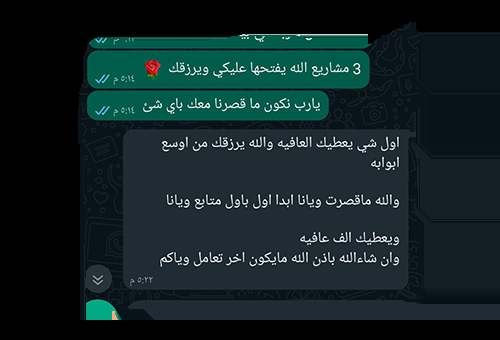 3 مشاريع الله يفتحها عليكي ويرزقك 🌹
٥:١٤ م
يارب نكون ما قصرنا معك باي شئ
٥:١٤ م
اول شي يعطيك العافيه والله يرزقك من اوسع
ابوابه
والله ماقصرت ويانا ابدا اول باول متابع ويانا
ويعطيك الف عافيه
وان شاءالله باذن الله مايكون اخر تعامل وياكم
٥:٢٢ م